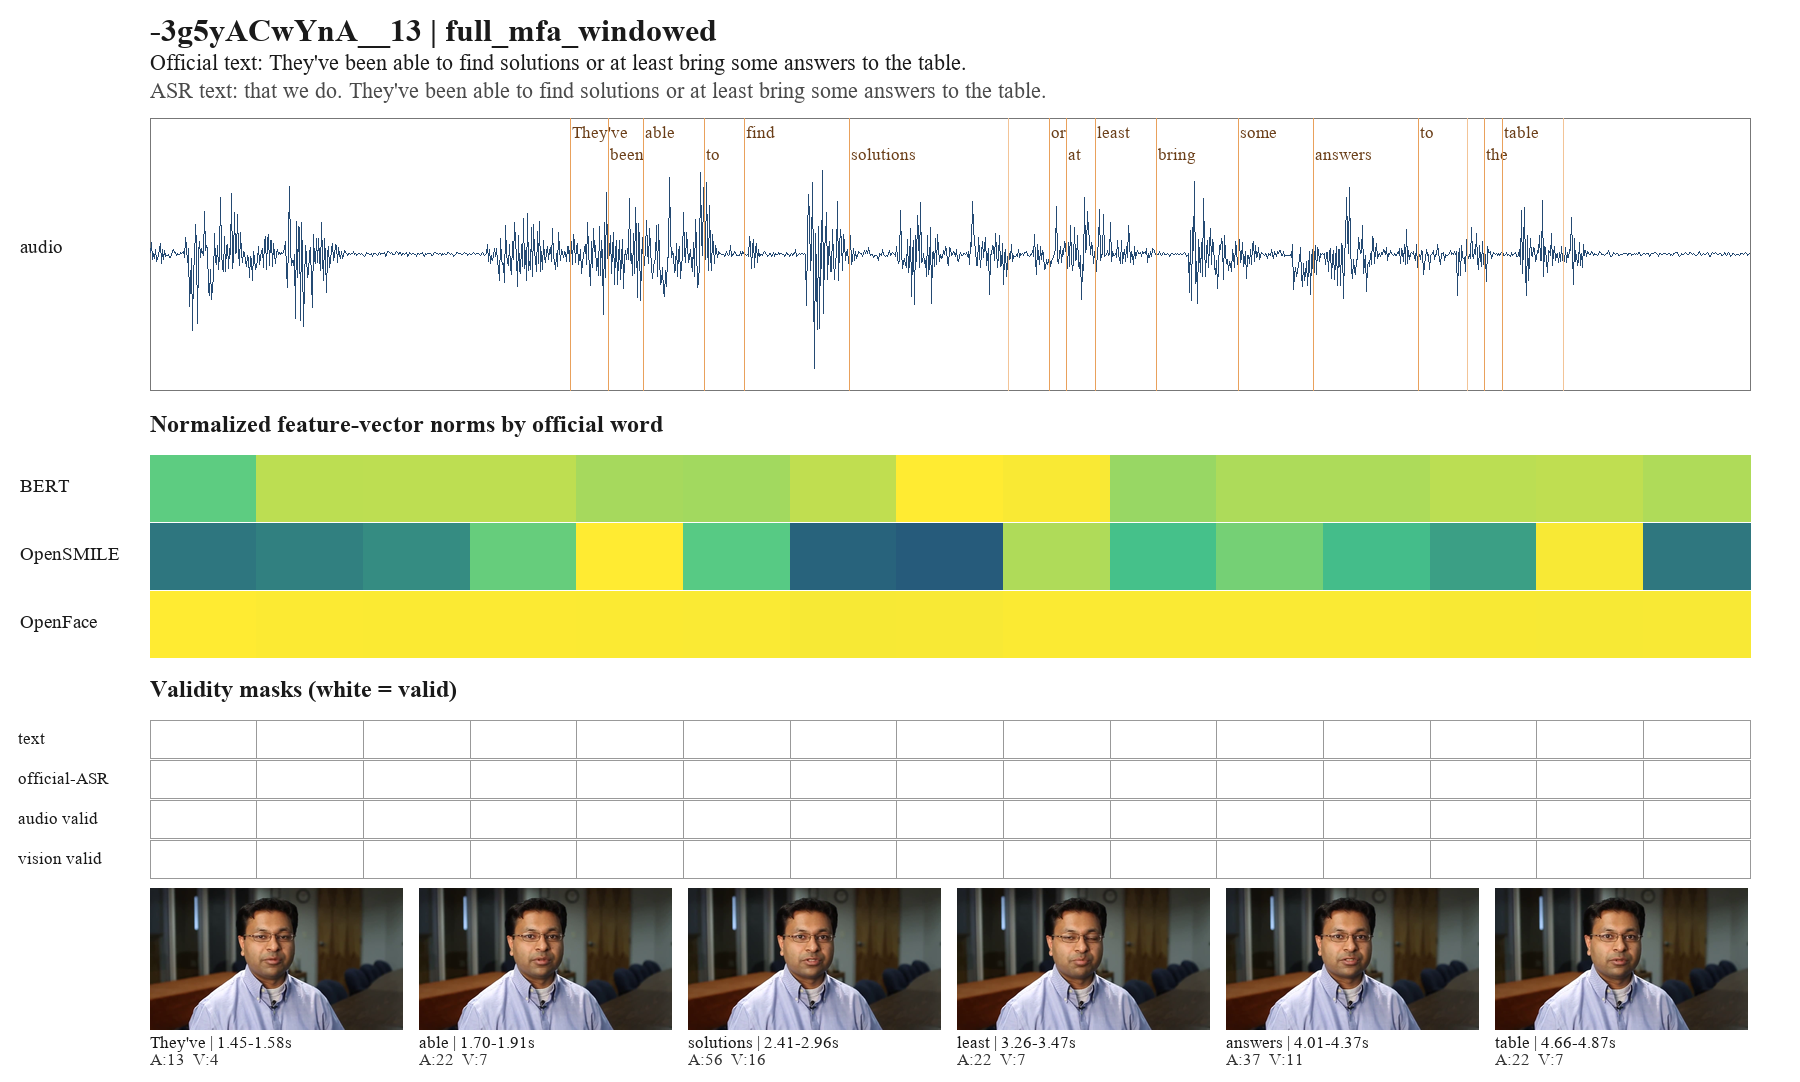 -3g5yACwYnA__13 | full_mfa_windowed
Official text: They've been able to find solutions or at least bring some answers to the table.
ASR text: that we do. They've been able to find solutions or at least bring some answers to the table.
They've able find or least some to table
been to solutions at bring answers the
audio
Normalized feature-vector norms by official word
BERT
OpenSMILE
OpenFace
Validity masks (white = valid)
text
official-ASR
audio valid
vision valid
They've | 1.45-1.58s able | 1.70-1.91s solutions | 2.41-2.96s least | 3.26-3.47s answers | 4.01-4.37s table | 4.66-4.87s
A:13 V:4 A:22 V:7 A:56 V:16 A:22 V:7 A:37 V:11 A:22 V:7